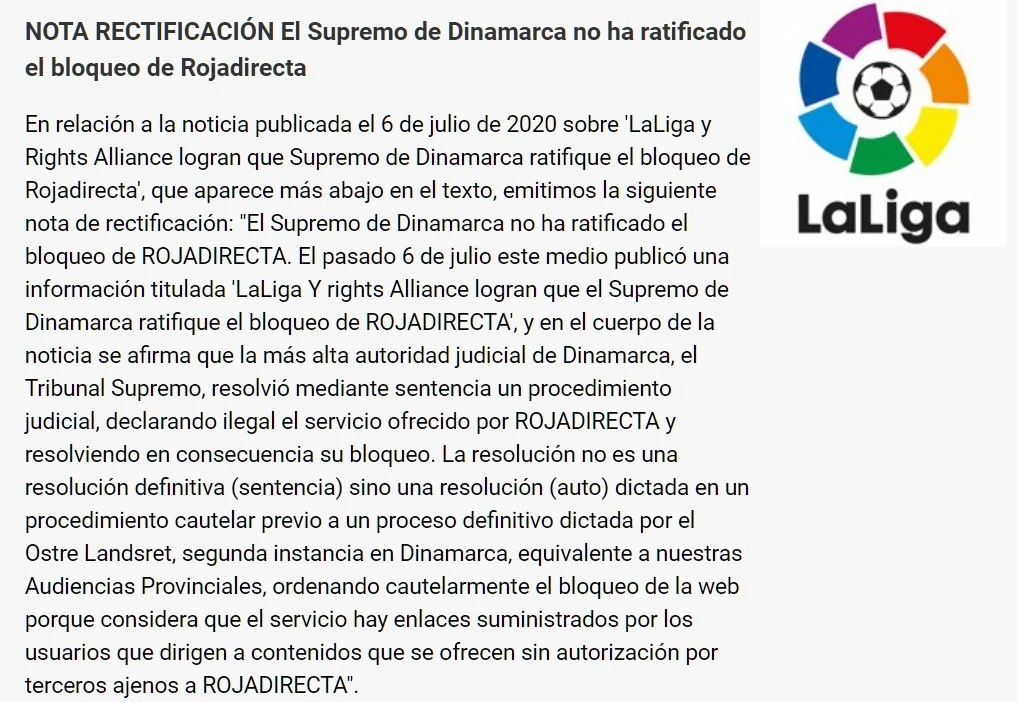 NOTA RECTIFICACIÓN El Supremo de Dinamarca no ha ratificado
el bloqueo de Rojadirecta
En relación a la noticia publicada el 6 de julio de 2020 sobre 'LaLiga y
Rights Alliance logran que Supremo de Dinamarca ratifique el bloqueo de
Rojadirecta', que aparece más abajo en el texto, emitimos la siguiente
nota de rectificación: "El Supremo de Dinamarca no ha ratificado el
bloqueo de ROJADIRECTA. El pasado 6 de julio este medio publicó una
información titulada 'LaLiga Y rights Alliance logran que el Supremo de
Dinamarca ratifique el bloqueo de ROJADIRECTA', y en el cuerpo de la
noticia se afirma que la más alta autoridad judicial de Dinamarca, el
Tribunal Supremo, resolvió mediante sentencia un procedimiento
judicial, declarando ilegal el servicio ofrecido por ROJADIRECTA y
resolviendo en consecuencia su bloqueo. La resolución no es una
resolución definitiva (sentencia) sino una resolución (auto) dictada en un
procedimiento cautelar previo a un proceso definitivo dictada por el
Ostre Landsret, segunda instancia en Dinamarca, equivalente a nuestras
Audiencias Provinciales, ordenando cautelarmente el bloqueo de la web
porque considera que el servicio hay enlaces suministrados por los
usuarios que dirigen a contenidos que se ofrecen sin autorización por
terceros ajenos a ROJADIRECTA".
LaLiga